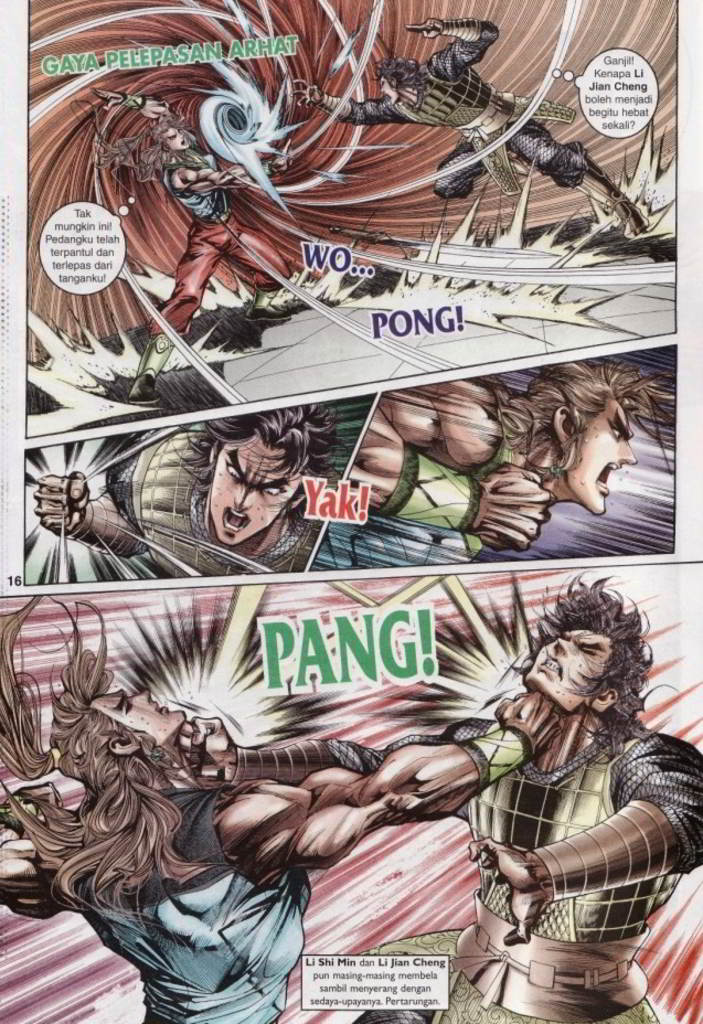 GAYA PELEPASAN ARHAT
Ganjil!
Kenapa Li
Jian Cheng
boleh menjadi
begitu hebat
sekali?
Tak
mungkin ini!
Pedangku telah
terpantul dan
terlepas dari
tanganku!
WO...
PONG!
Yak!
16
PANG!
Li Shi Min dan Li Jian Cheng
pun masing-masing membela
sambil menyerang dengan
sedaya-upayanya. Pertarungan.